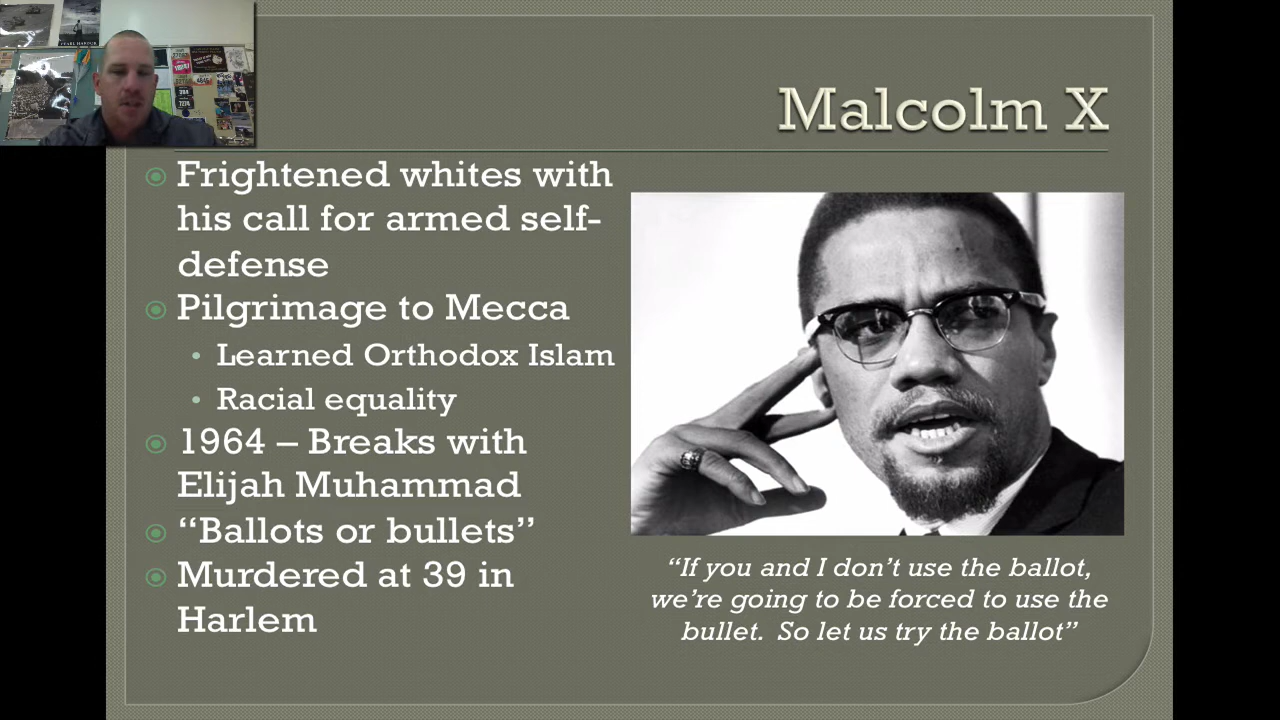 Malcolm X
Frightened whites with
his call for armed self-
defense
Pilgrimage to Mecca
Learned Orthodox Islam
Racial equality
1964 – Breaks with
Elijah Muhammad
“Ballots or bullets”
Murdered at 39 in
Harlem
“If you and I don’t use the ballot,
we’re going to be forced to use the
bullet.  So let us try the ballot”